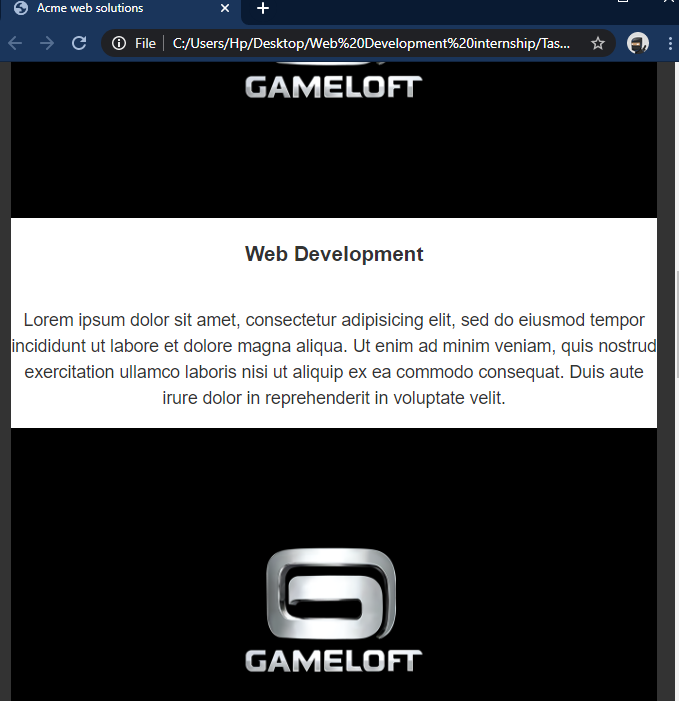 Acme web solutions
File
C:/Users/Hp/Desktop/Web%20Development%20internship/Tas...
GAMELOFT
Web Development
Lorem ipsum dolor sit amet, consectetur adipisicing elit, sed do eiusmod tempor
incididunt ut labore et dolore magna aliqua. Ut enim ad minim veniam, quis nostrud
exercitation ullamco laboris nisi ut aliquip ex ea commodo consequat. Duis aute
irure dolor in reprehenderit in voluptate velit.
GAMELOFT